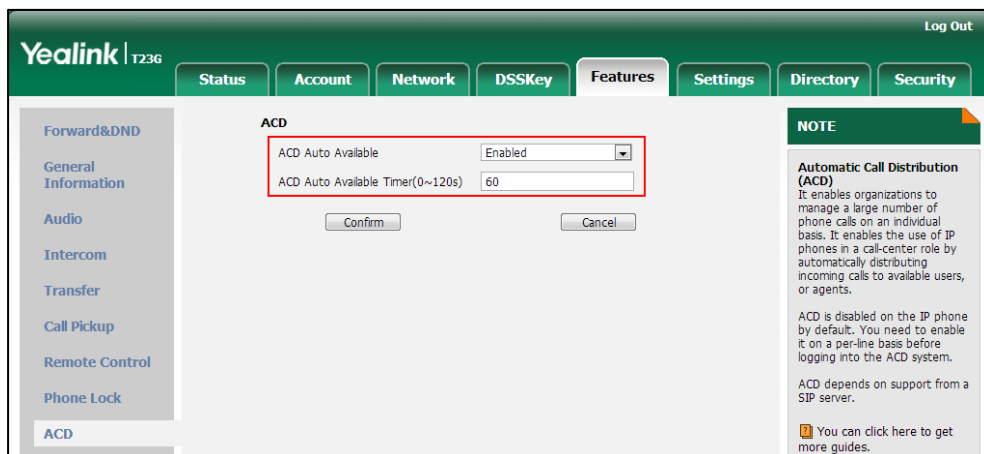 Log Out
Yealink T23G
Status Account Network DSSKey Features Settings Directory Security
Forward&DND
General
Information
Audio
Intercom
Transfer
Call Pickup
Remote Control
Phone Lock
ACD
ACD
ACD Auto Available Enabled
ACD Auto Available Timer(0~120s) 60
Confirm Cancel
NOTE
Automatic Call Distribution
(ACD)
It enables organizations to
manage a large number of
phone calls on an individual
basis. It enables the use of IP
phones in a call-center role by
automatically distributing
incoming calls to available users,
or agents.
ACD is disabled on the IP phone
by default. You need to enable
it on a per-line basis before
logging into the ACD system.
ACD depends on support from a
SIP server.
You can click here to get
more guides.